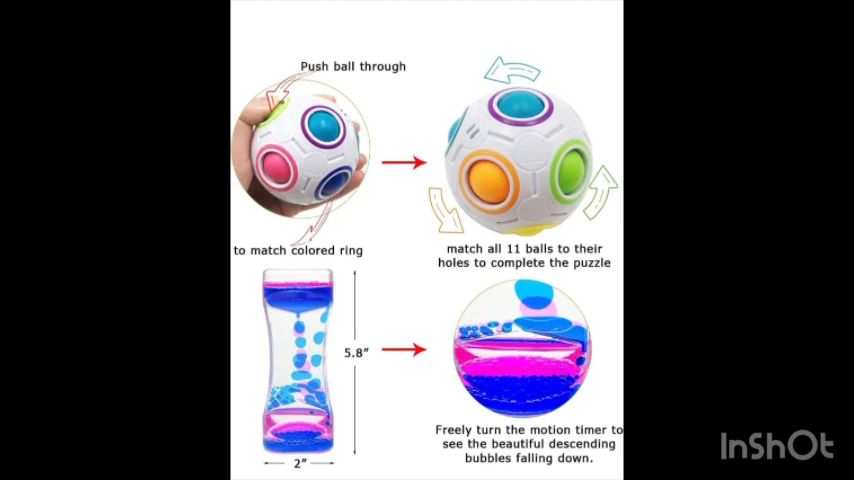 Push ball through
to match colored ring
match all 11 balls to their
holes to complete the puzzle
5.8"
2"
Freely turn the motion timer to
see the beautiful descending
bubbles falling down.
InShOt